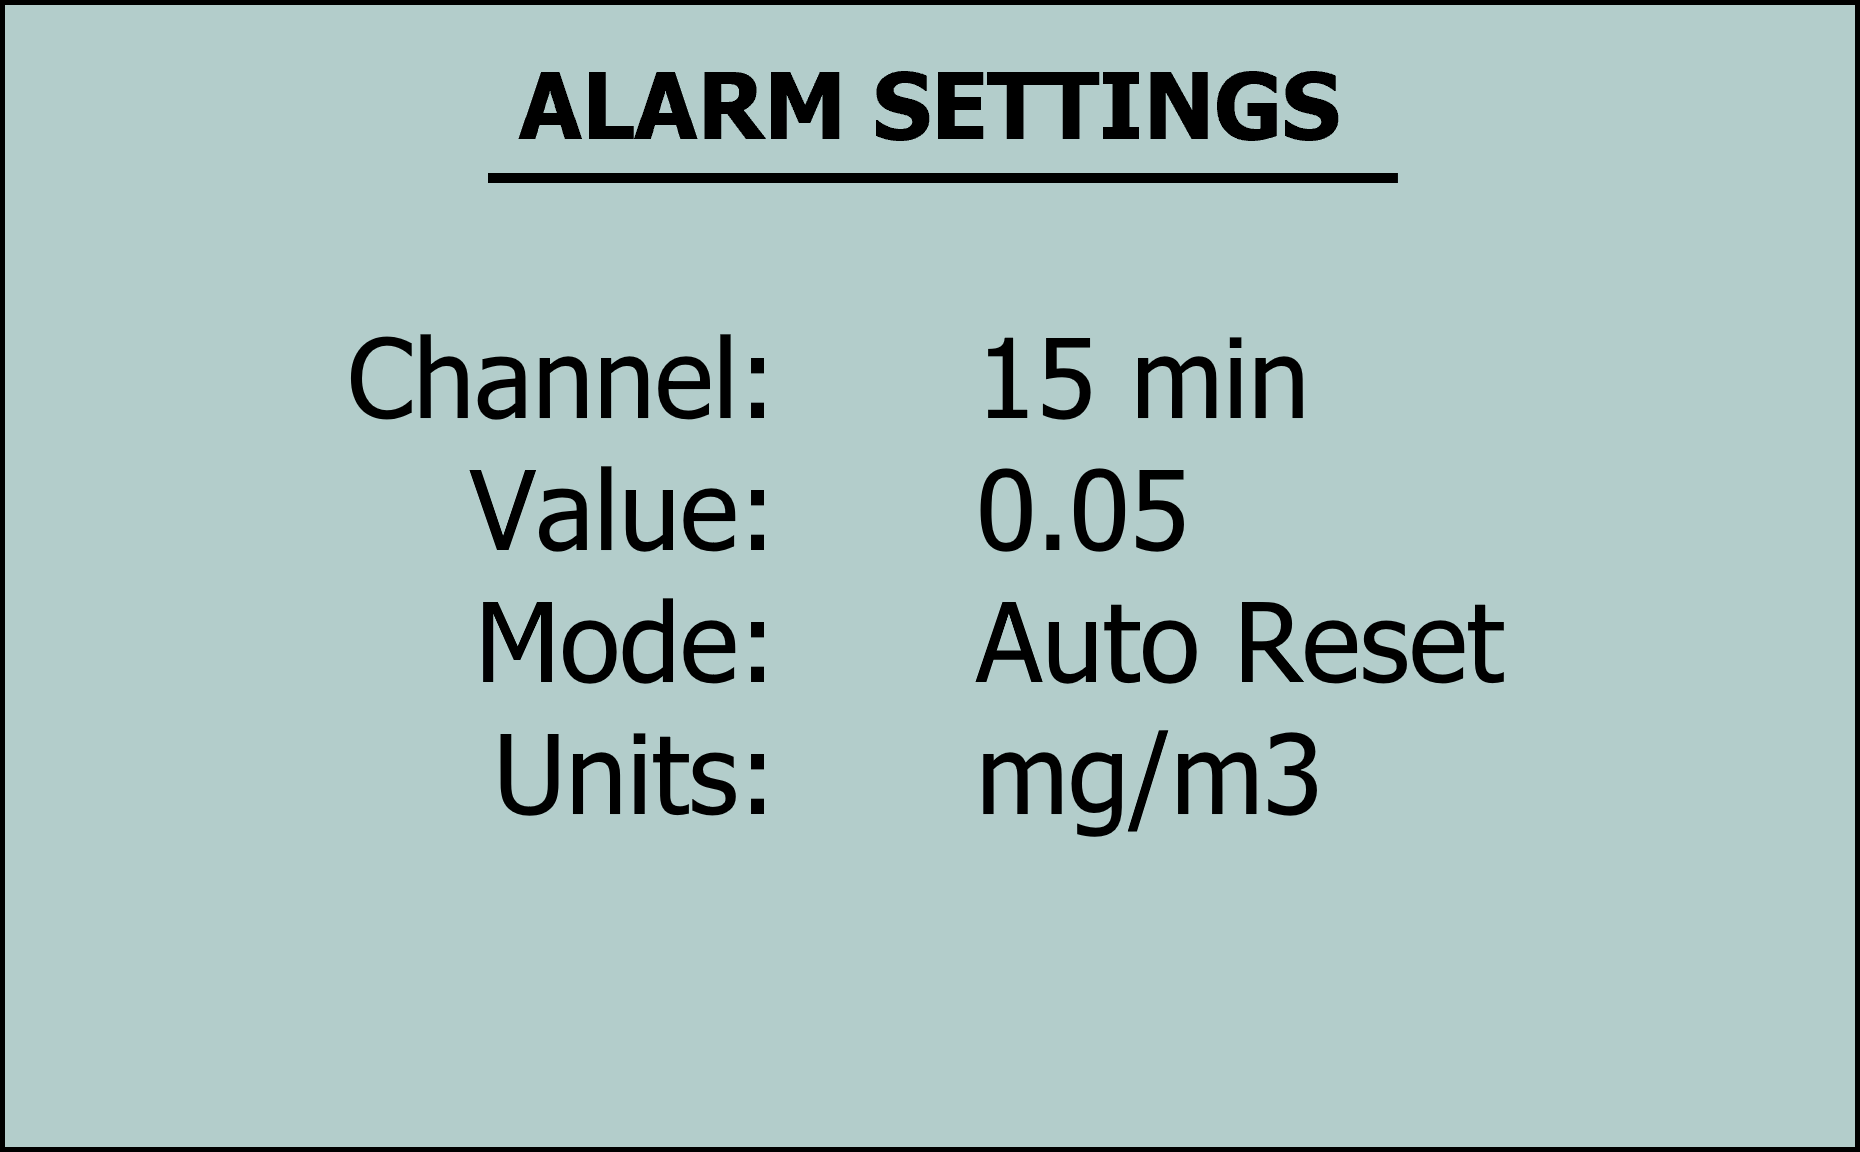 ALARM SETTINGS
Channel: 15 min
Value: 0.05
Mode: Auto Reset
Units: mg/m3